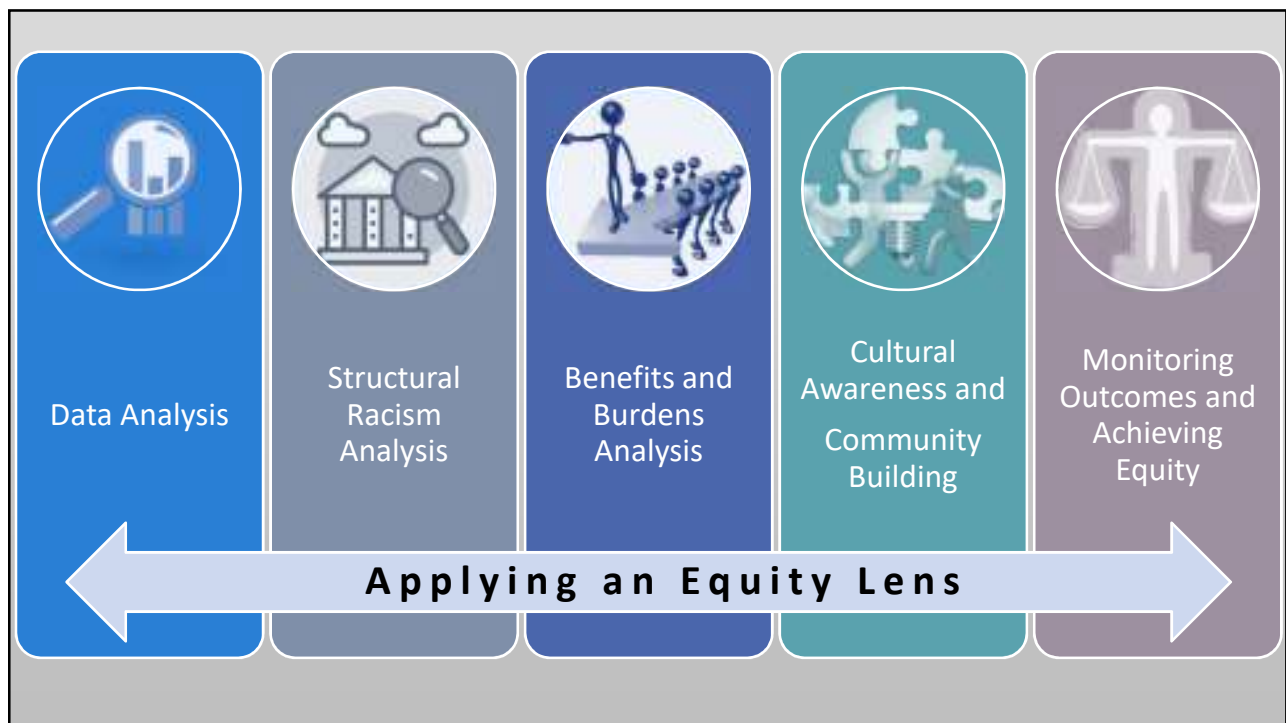 Data Analysis
Structural
Racism
Analysis
Benefits and
Burdens
Analysis
Cultural
Awareness and
Community
Building
Monitoring
Outcomes and
Achieving
Equity
Applying an Equity Lens